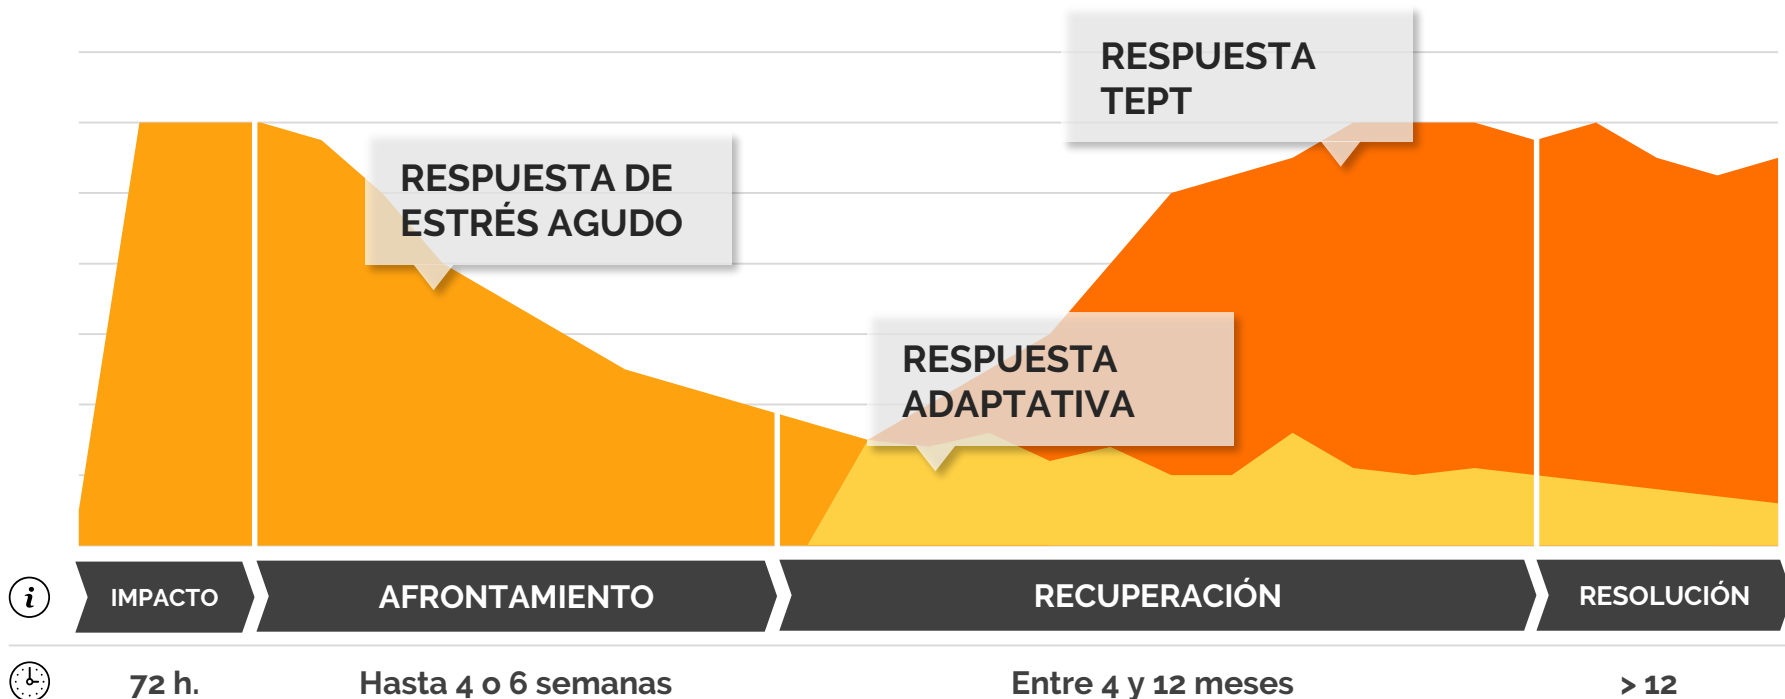 RESPUESTA
TEPT
RESPUESTA DE
ESTRÉS AGUDO
RESPUESTA
ADAPTATIVA
i
IMPACTO
AFRONTAMIENTO
RECUPERACIÓN
RESOLUCIÓN
72 h.
Hasta 4 o 6 semanas
Entre 4 y 12 meses
> 12